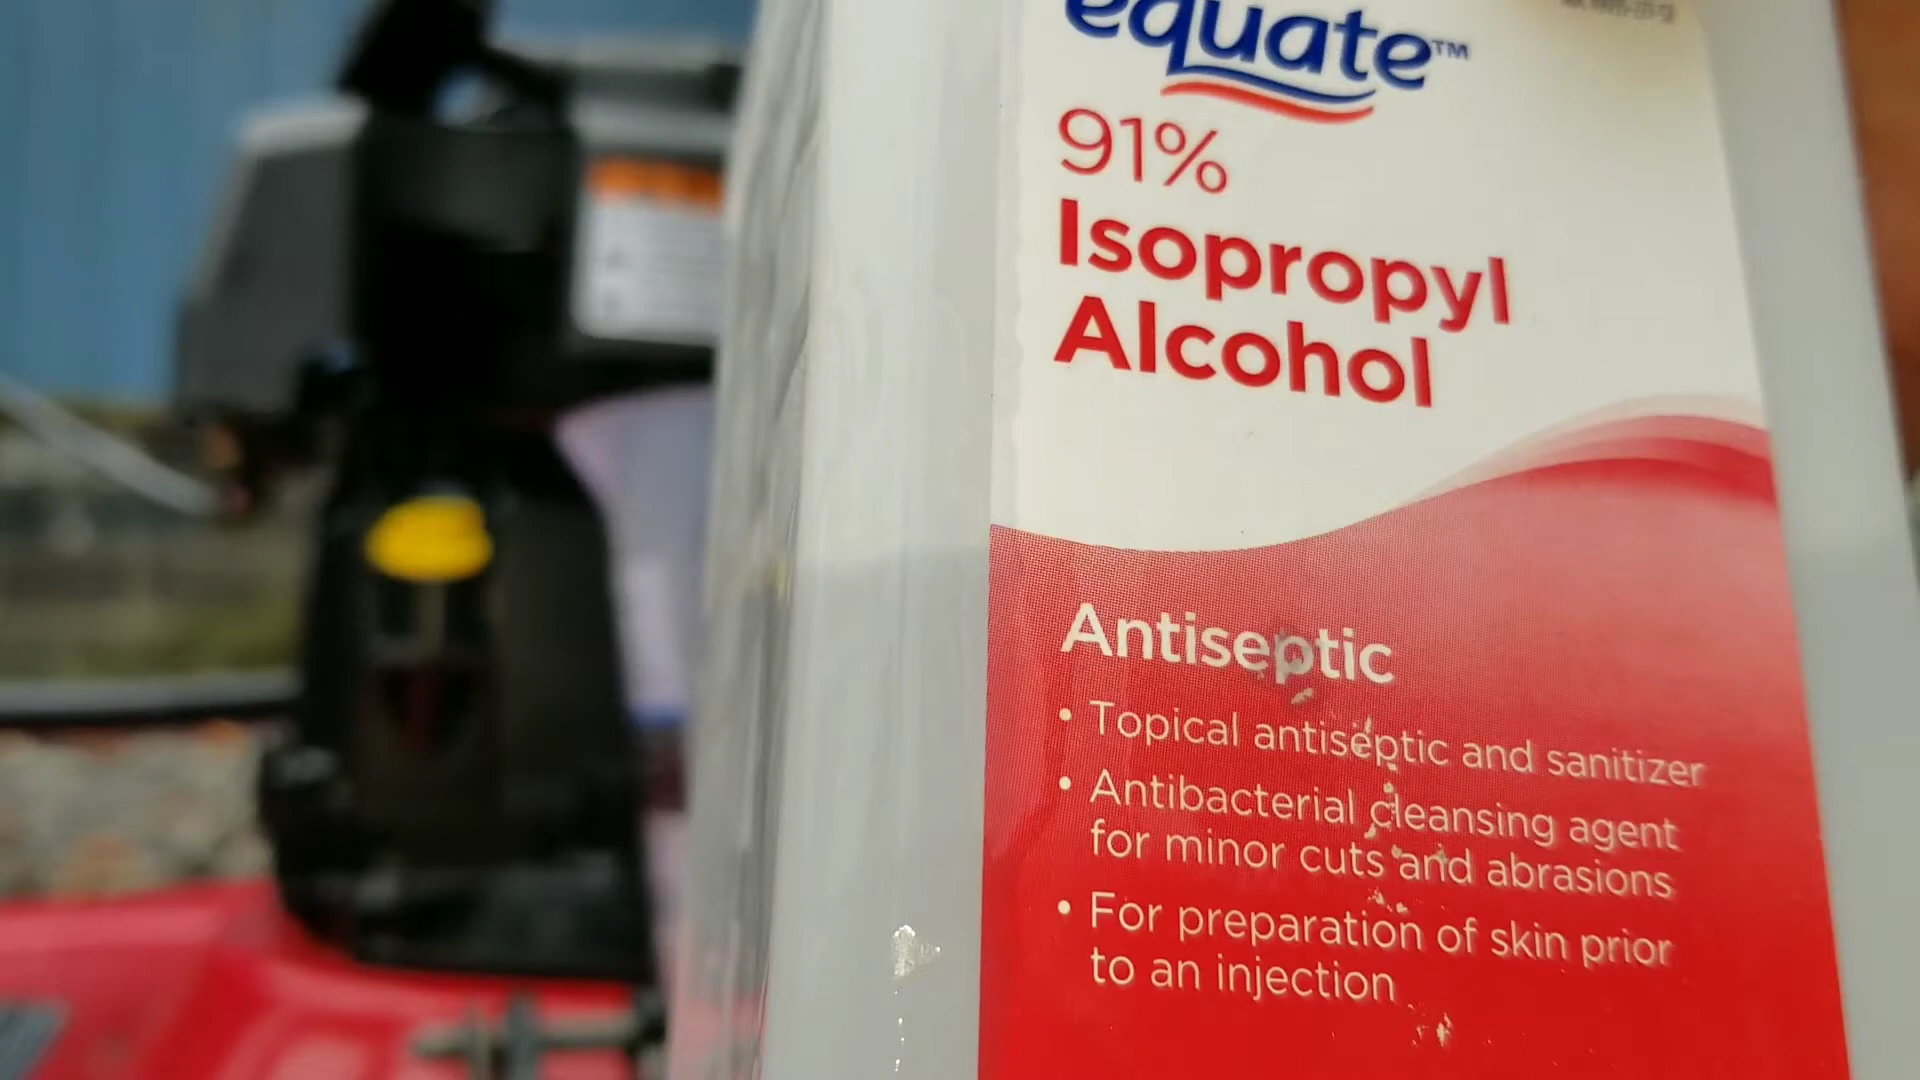 equate™
91%
Isopropyl
Alcohol
Antiseptic
• Topical antiseptic and sanitizer
• Antibacterial cleansing agent
for minor cuts and abrasions
• For preparation of skin prior
to an injection